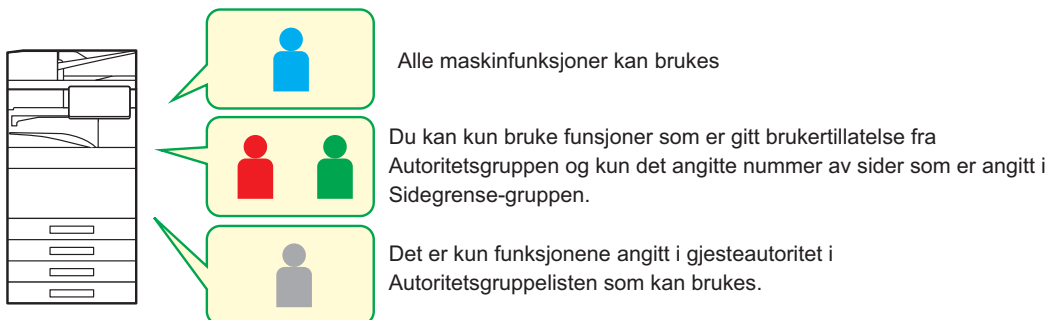 Alle maskinfunksjoner kan brukes
Du kan kun bruke funsjoner som er gitt brukertillatelse fra
Autoritetsgruppen og kun det angitte nummer av sider som er angitt i
Sidegrense-gruppen.
Det er kun funksjonene angitt i gjesteautoritet i
Autoritetsgruppelisten som kan brukes.